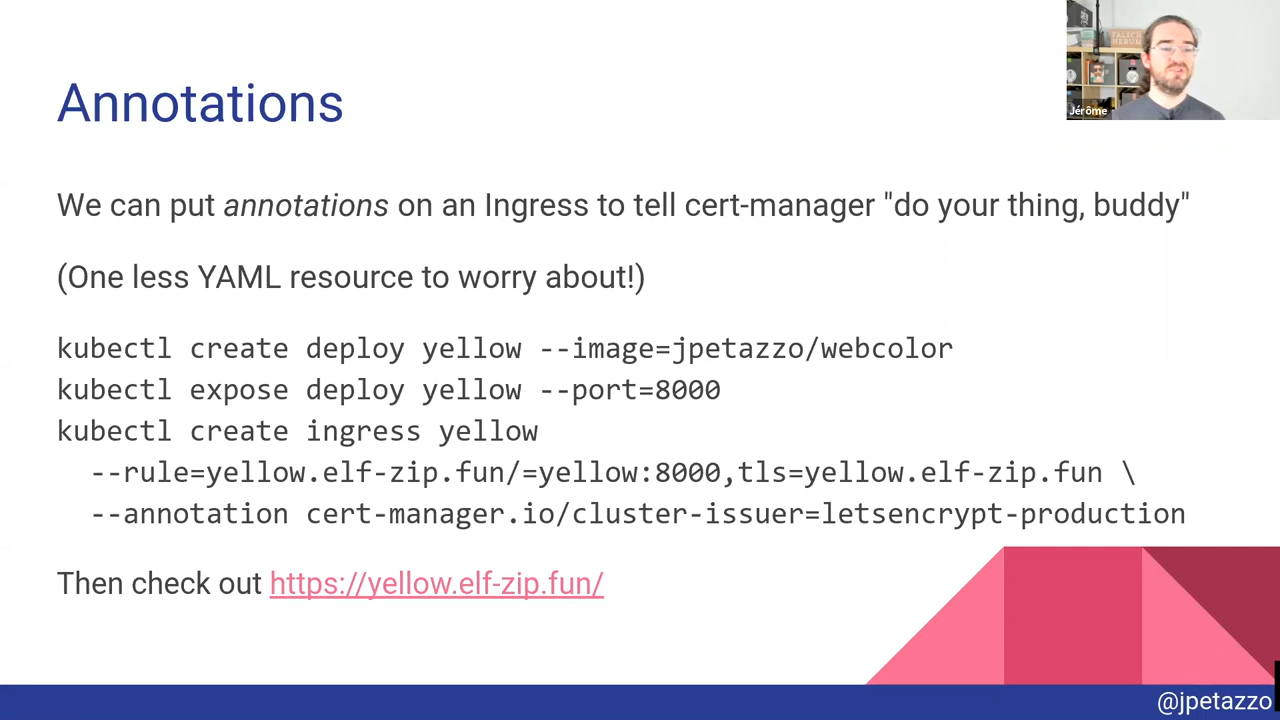 Annotations
We can put annotations on an Ingress to tell cert-manager "do your thing, buddy"
(One less YAML resource to worry about!)
kubectl create deploy yellow --image=jpetazzo/webcolor
kubectl expose deploy yellow --port=8000
kubectl create ingress yellow
--rule=yellow.elf-zip.fun/=yellow:8000,tls=yellow.elf-zip.fun \
--annotation cert-manager.io/cluster-issuer=letsencrypt-production
Then check out https://yellow.elf-zip.fun/
FALSCH
HERUM
Jérôme
@jpetazzo